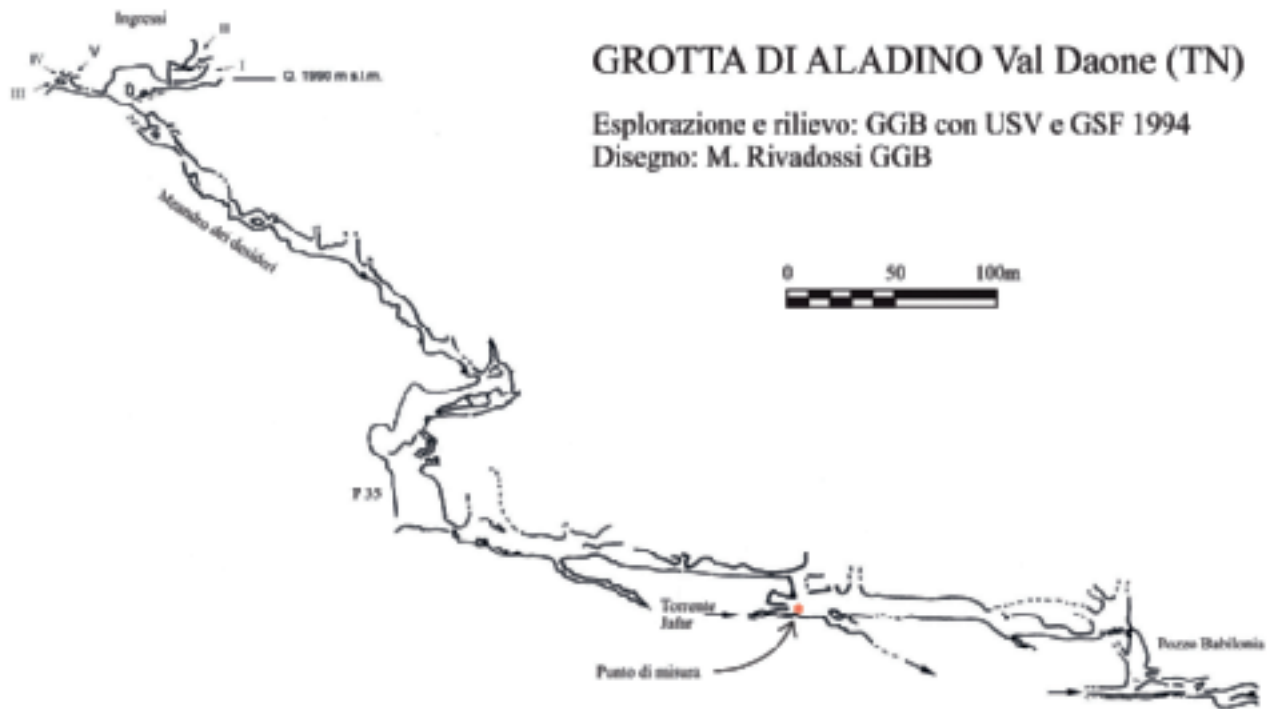 Ingressi
II
IV
V
I
III
Q. 1990 m s.l.m.
GROTTA DI ALADINO Val Daone (TN)
Esplorazione e rilievo: GGB con USV e GSF 1994
Disegno: M. Rivadossi GGB
Meandro dei desideri
0 50 100m
P 35
Torrente
Jafar
Punto di misura
Pozzo Babilonia